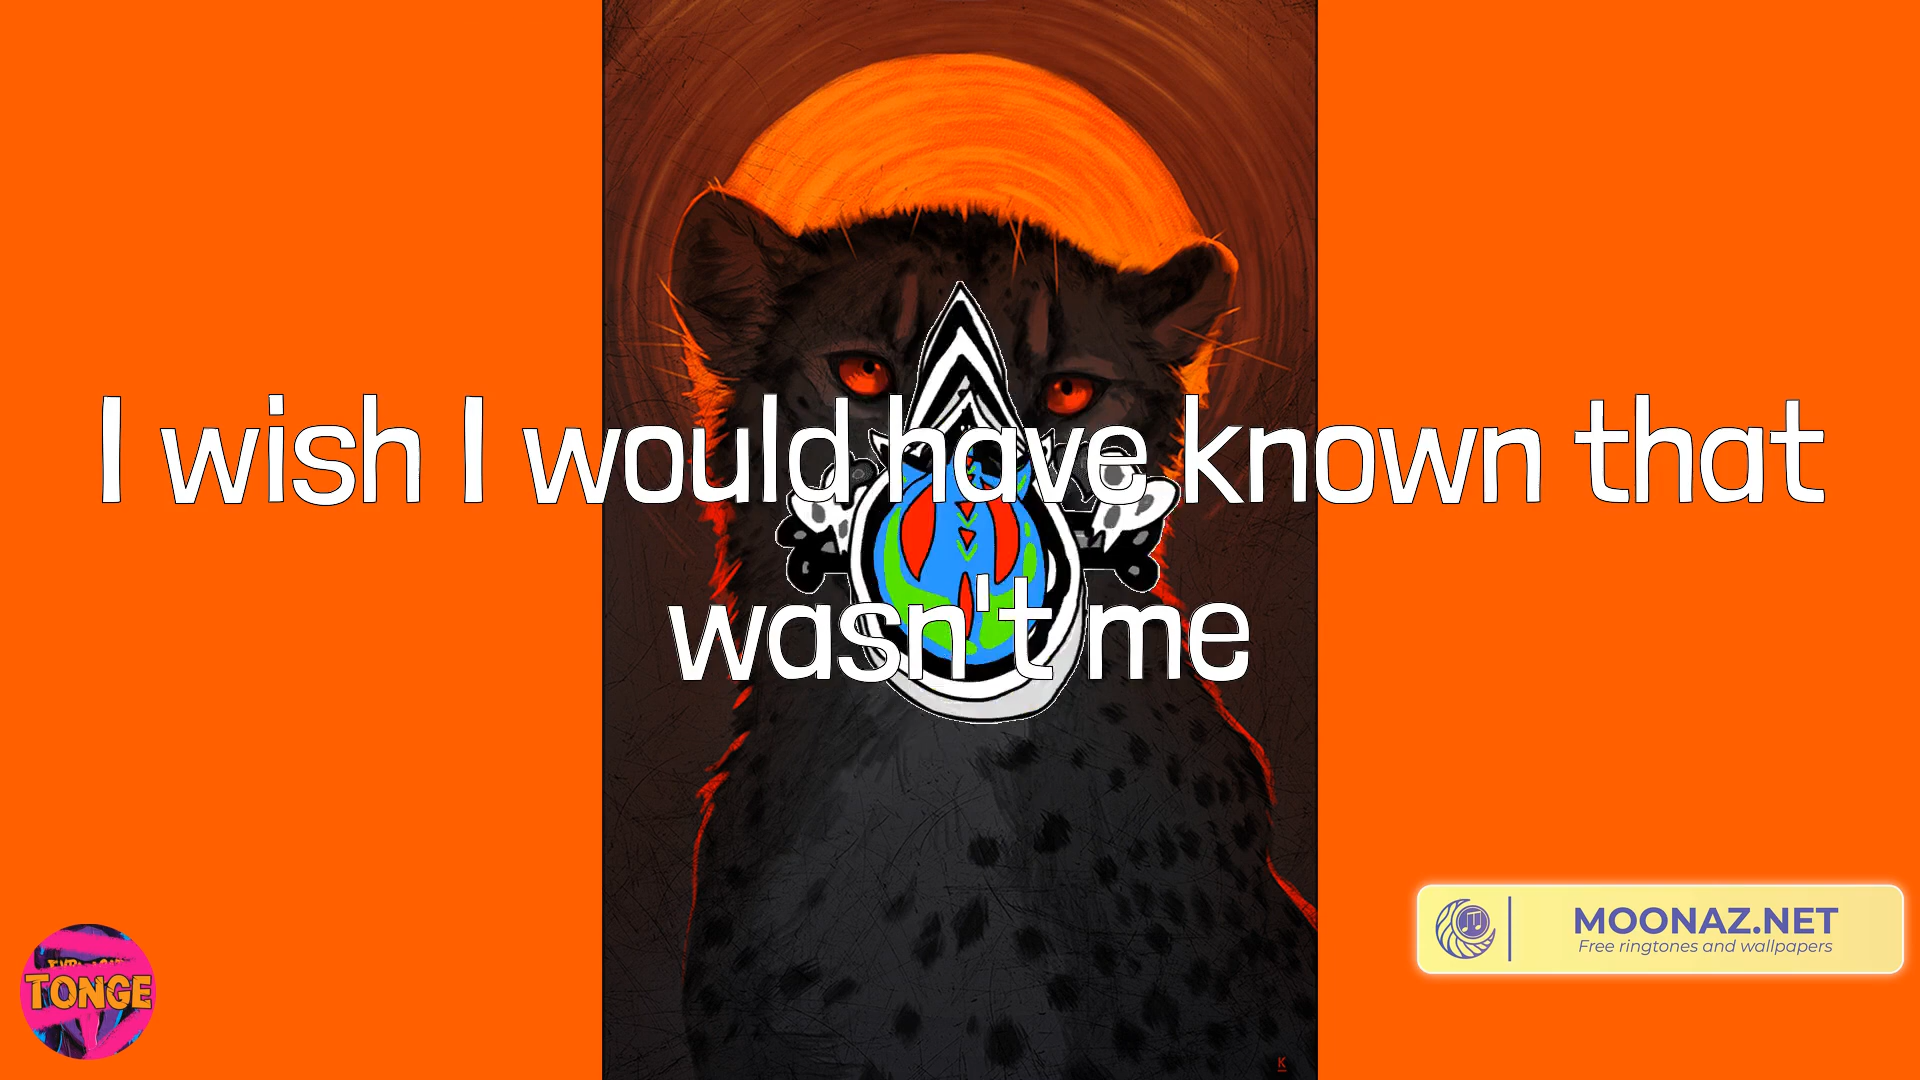 I wish I would have known that
wasn't me
TONGE
MOONAZ.NET
Free ringtones and wallpapers
K